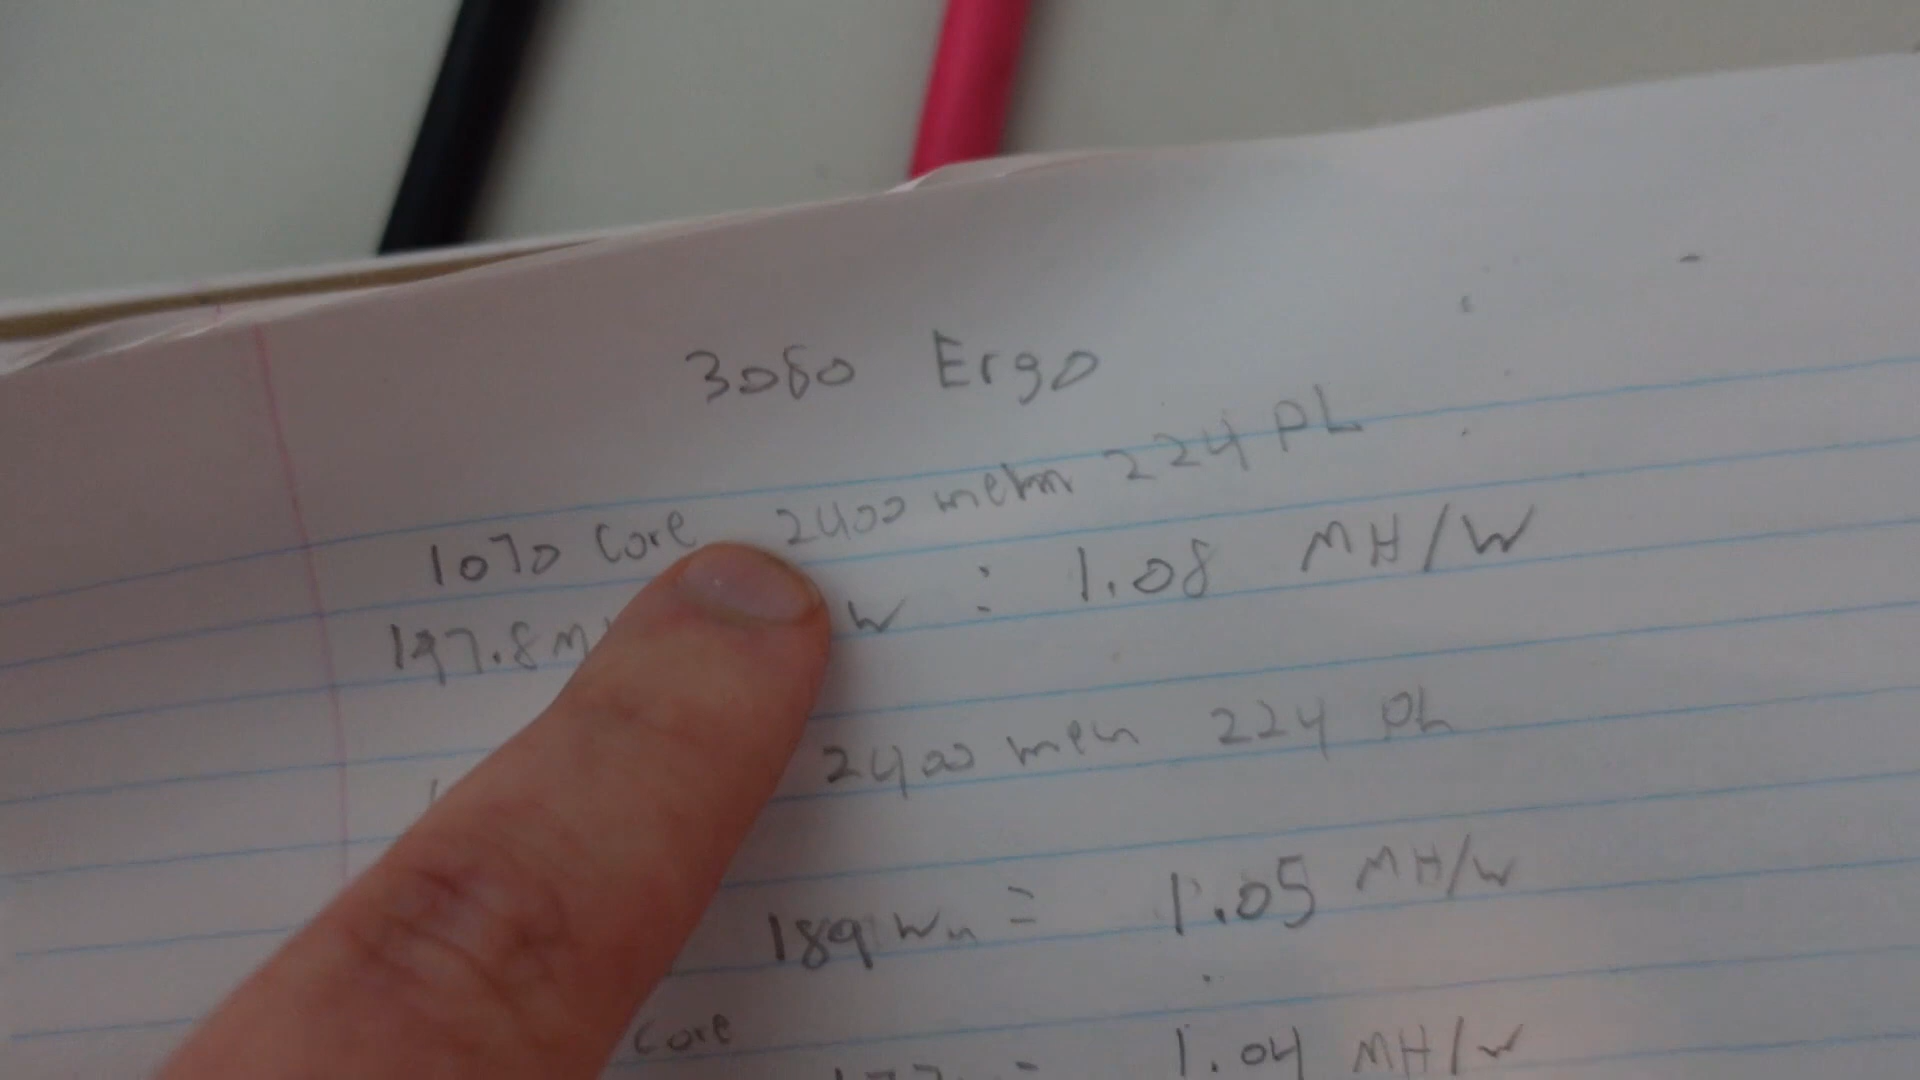 3080 Ergo
1070 Core 2400 mem 224 PL
197.8 M W = 1.08 MH/W
2400 mem 224 PL
189 W = 1.05 MH/W
Core
= 1.04 MH/W